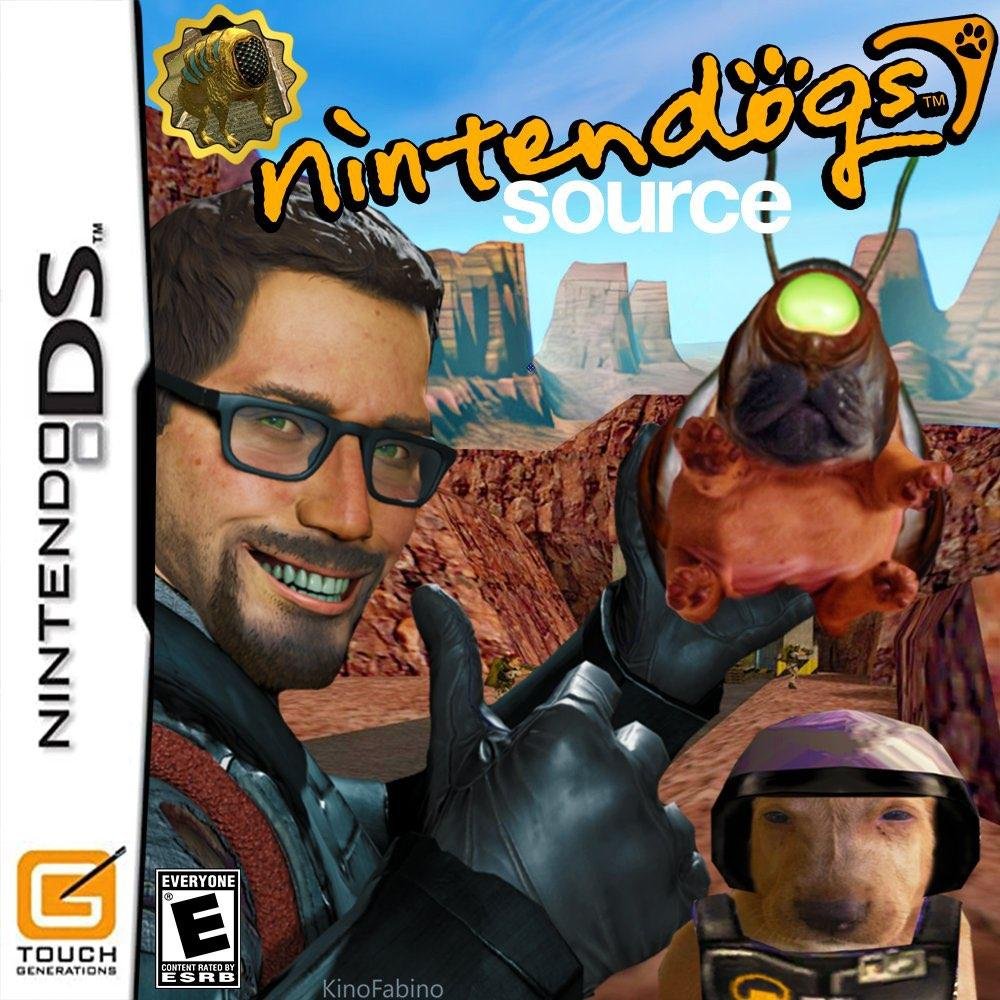 nintendogs™
source
NINTENDO DS™
TOUCH
GENERATIONS
EVERYONE
E
®
CONTENT RATED BY
ESRB
KinoFabino